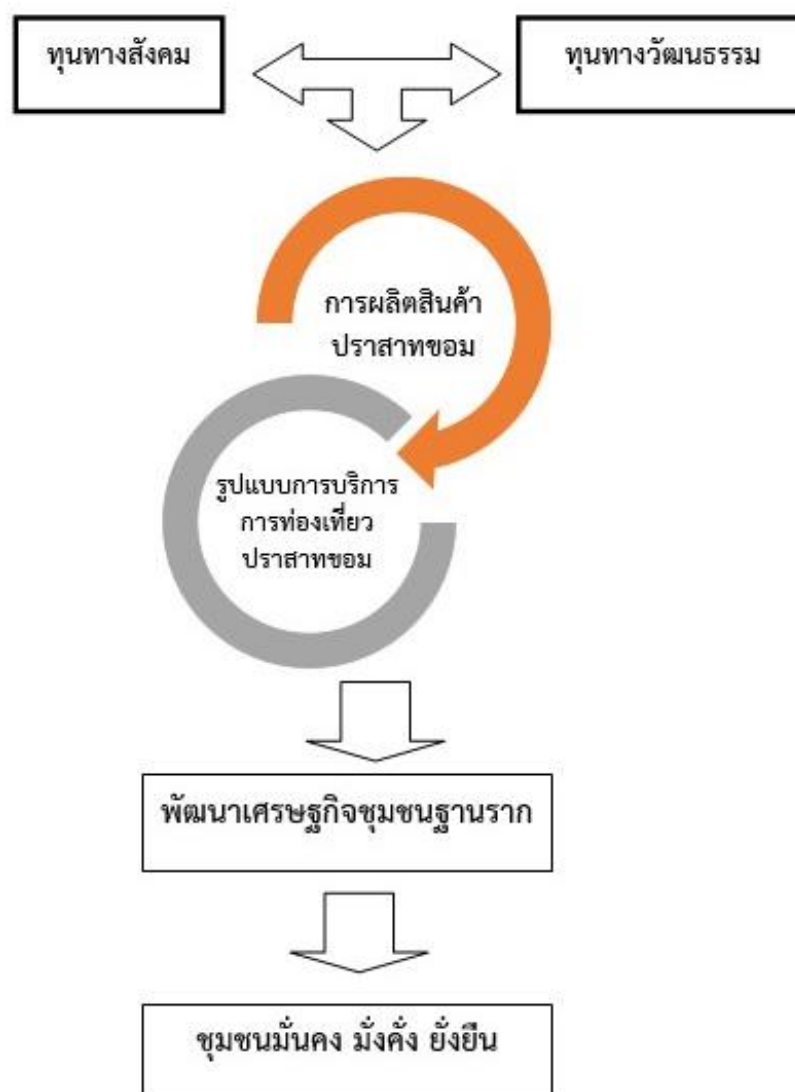 ทุนทางสังคม
ทุนทางวัฒนธรรม
การผลิตสินค้า
ปราสาทขอม
รูปแบบการบริการ
การท่องเที่ยว
ปราสาทขอม
พัฒนาเศรษฐกิจชุมชนฐานราก
ชุมชนมั่นคง มั่งคั่ง ยั่งยืน